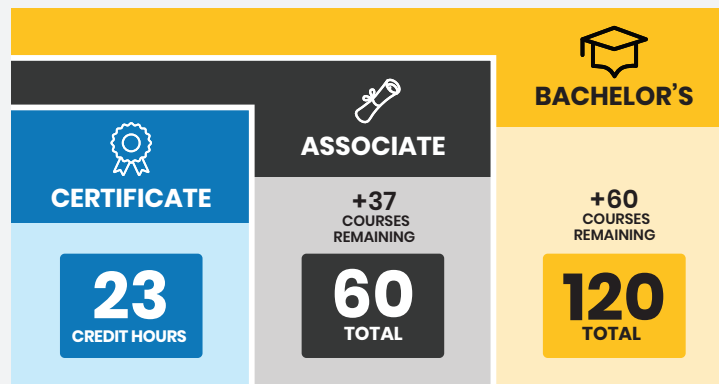 CERTIFICATE
23
CREDIT HOURS
ASSOCIATE
+37
COURSES
REMAINING
60
TOTAL
BACHELOR’S
+60
COURSES
REMAINING
120
TOTAL